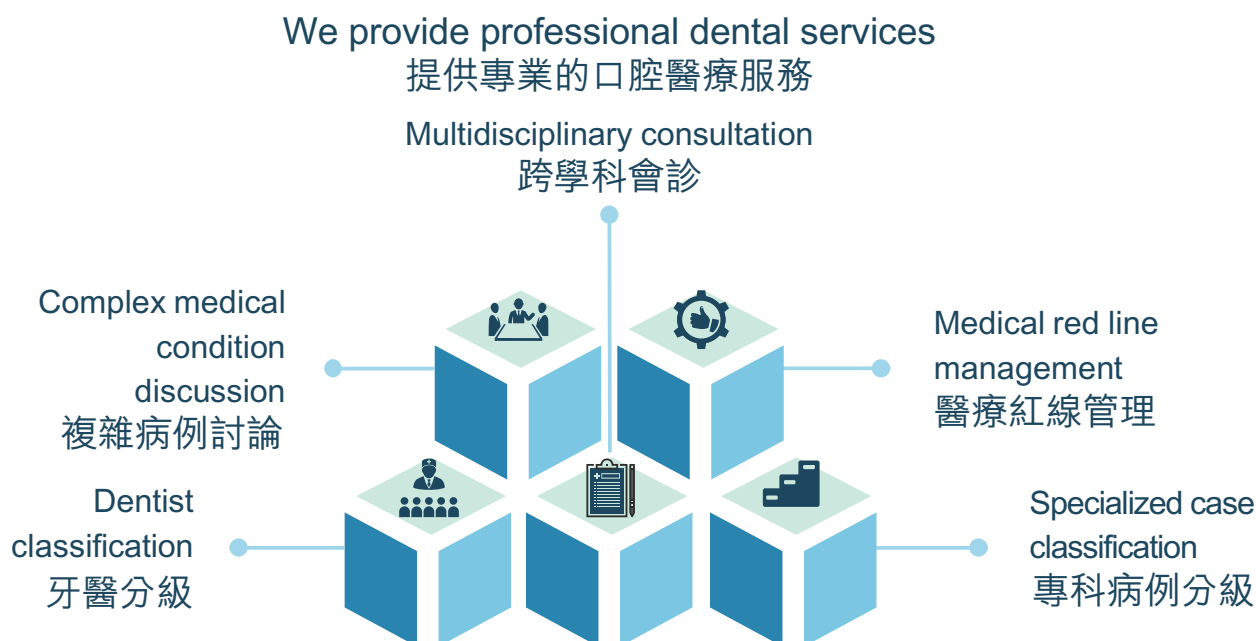 We provide professional dental services
提供專業的口腔醫療服務
Multidisciplinary consultation
跨學科會診
Complex medical
condition
discussion
複雜病例討論
Medical red line
management
醫療紅線管理
Dentist
classification
牙醫分級
Specialized case
classification
專科病例分級